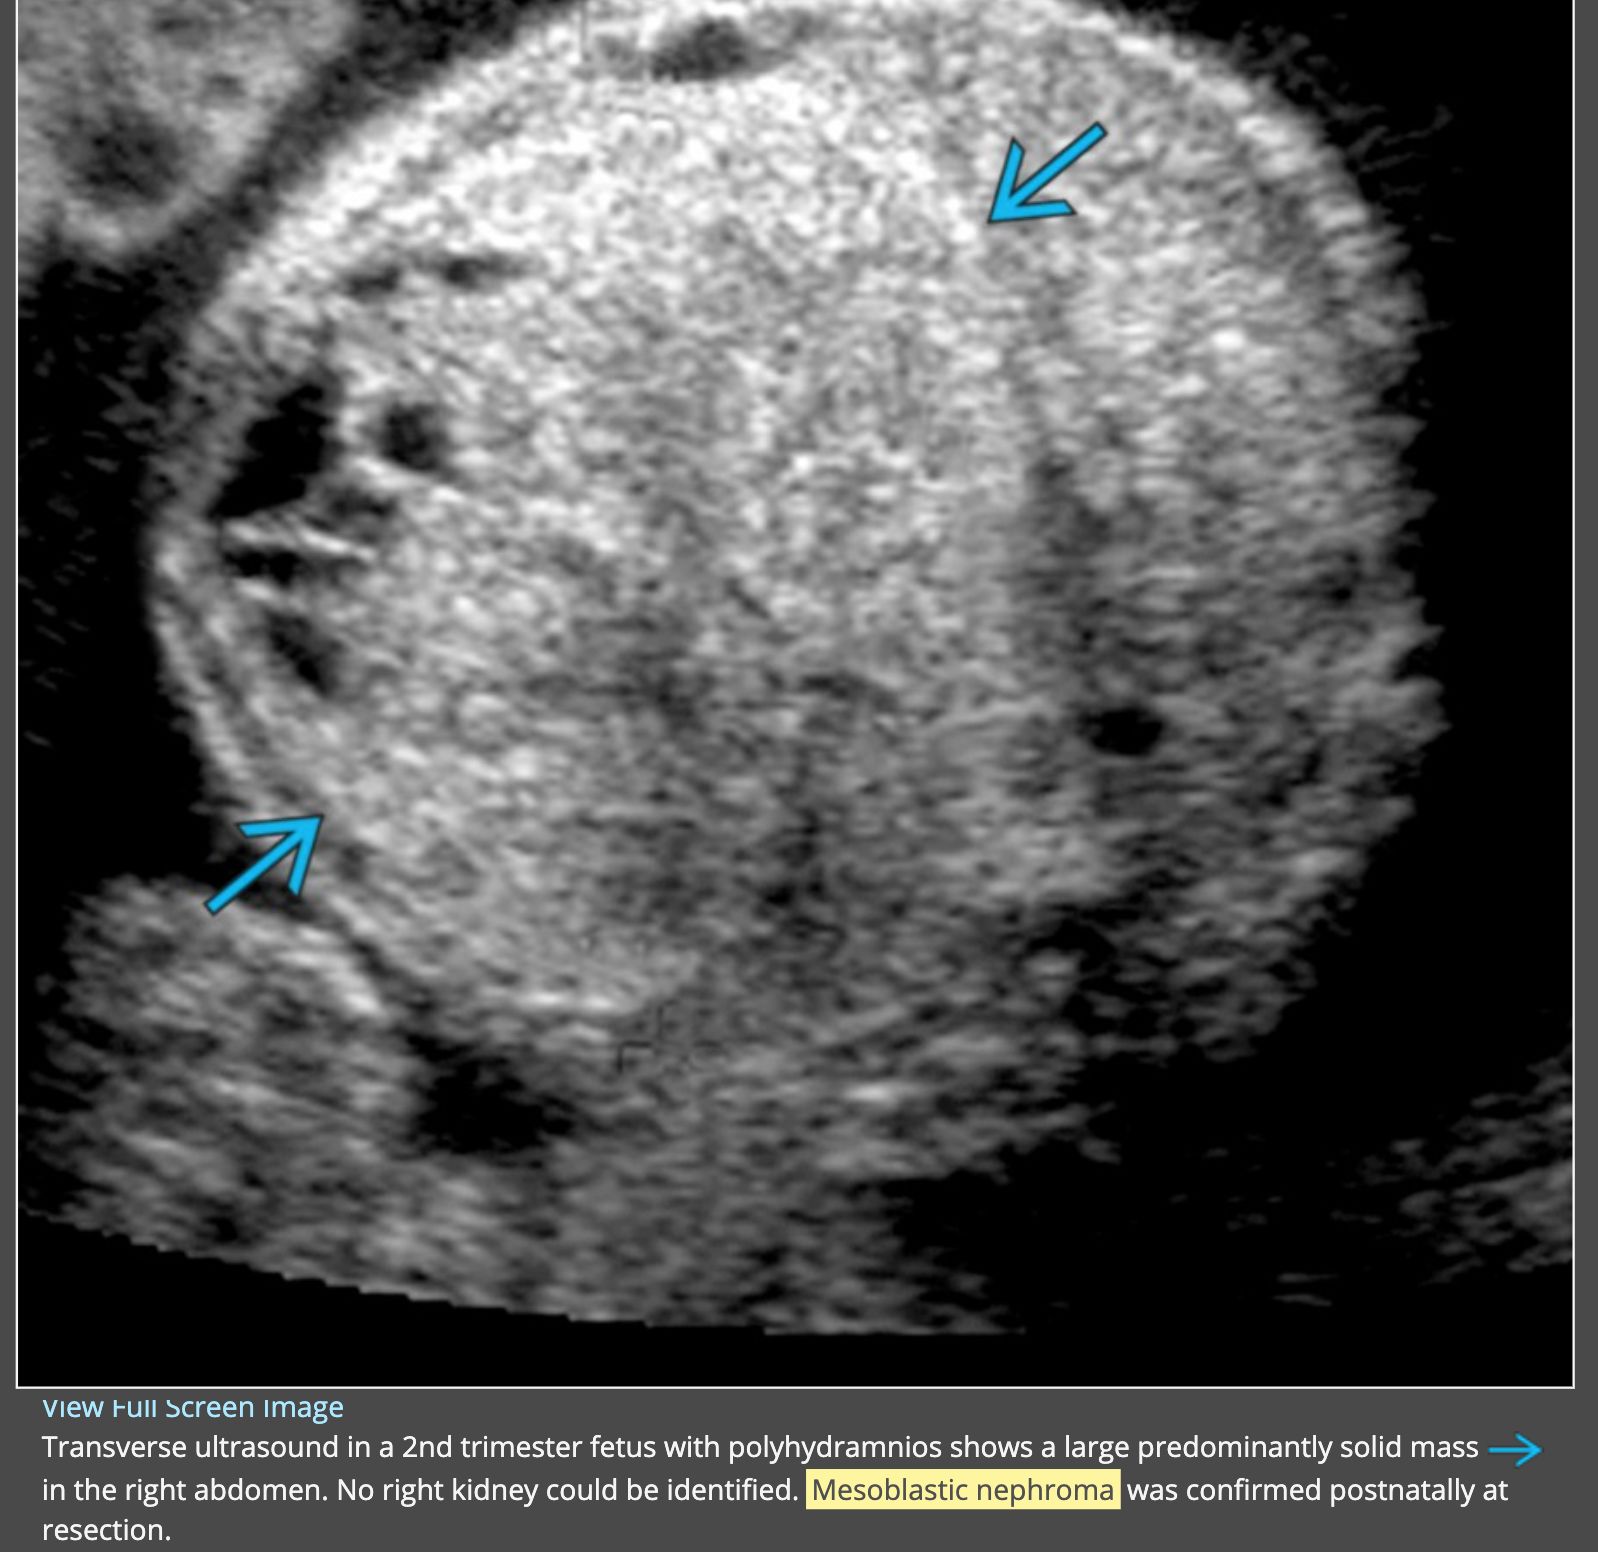 View Full Screen Image
Transverse ultrasound in a 2nd trimester fetus with polyhydramnios shows a large predominantly solid mass →
in the right abdomen. No right kidney could be identified. Mesoblastic nephroma was confirmed postnatally at
resection.